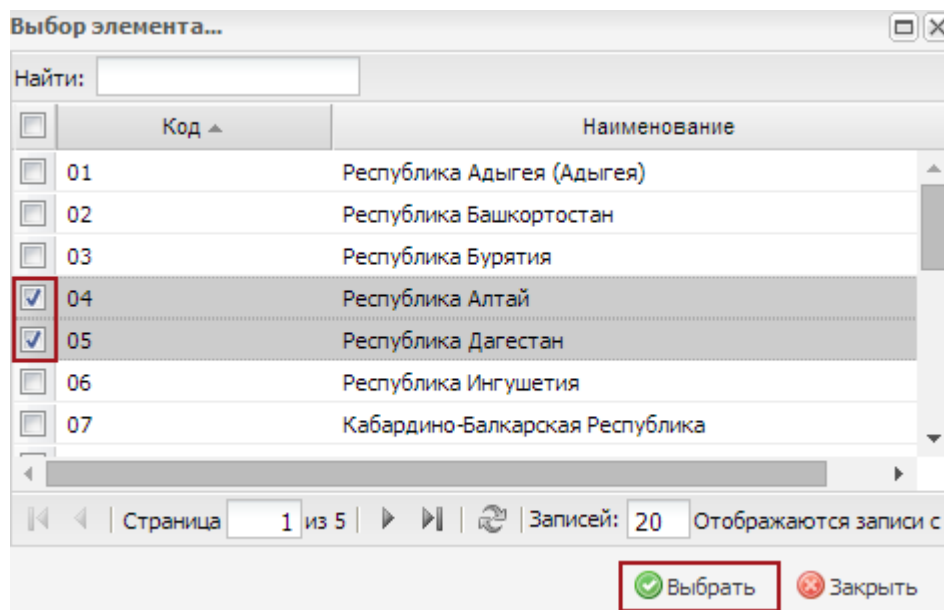 Выбор элемента...
Найти:
Код Наименование
01 Республика Адыгея (Адыгея)
02 Республика Башкортостан
03 Республика Бурятия
04 Республика Алтай
05 Республика Дагестан
06 Республика Ингушетия
07 Кабардино-Балкарская Республика
Страница 1 из 5 Записей: 20 Отображаются записи с
Выбрать Закрыть